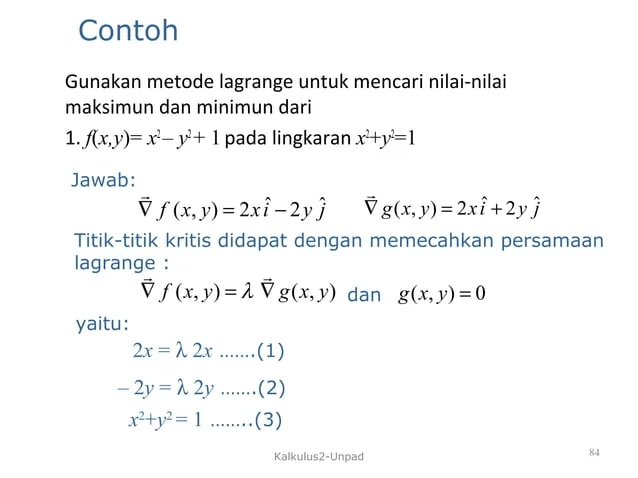 Contoh
Gunakan metode lagrange untuk mencari nilai-nilai
maksimun dan minimun dari
1. f(x,y)= x²– y²+ 1 pada lingkaran x²+y²=1
Jawab:
∇⃗ f (x, y) = 2x î − 2y ĵ    ∇⃗ g(x, y) = 2x î + 2y ĵ
Titik-titik kritis didapat dengan memecahkan persamaan
lagrange :
∇⃗ f (x, y) = λ ∇⃗ g(x, y) dan g(x, y) = 0
yaitu:
2x = λ 2x …….(1)
– 2y = λ 2y …….(2)
x²+y² = 1 ……..(3)
Kalkulus2-Unpad
84